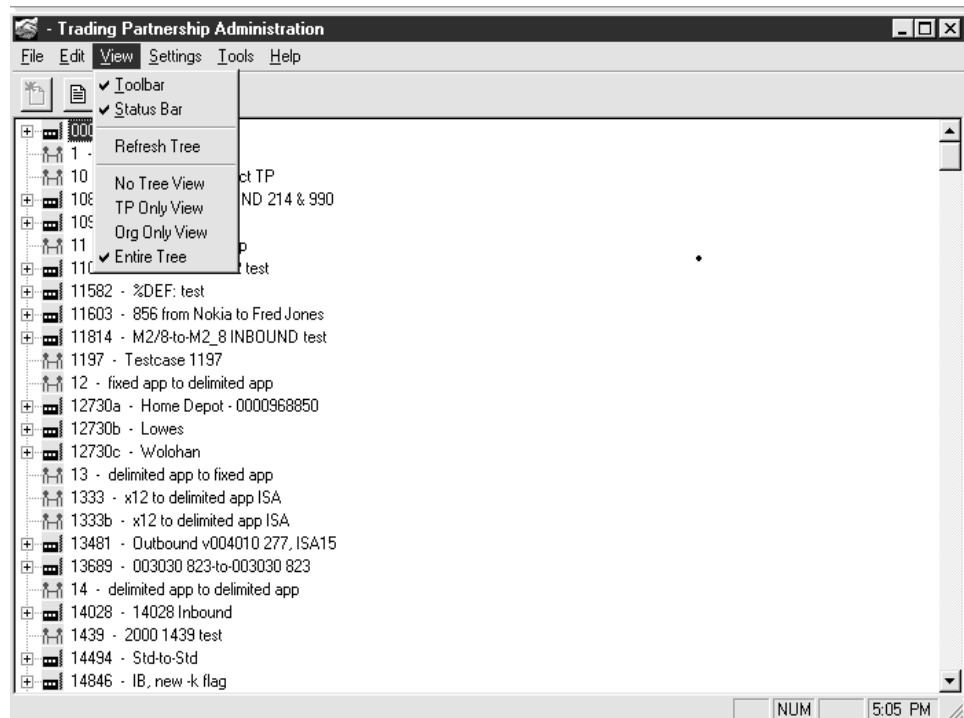 - Trading Partnership Administration
File Edit View Settings Tools Help
Toolbar
Status Bar
Refresh Tree
No Tree View
TP Only View
Org Only View
Entire Tree
000
1 -
10 ct TP
108 ND 214 & 990
109
11 p
110 test
11582 - %DEF: test
11603 - 856 from Nokia to Fred Jones
11814 - M2/8-to-M2_8 INBOUND test
1197 - Testcase 1197
12 - fixed app to delimited app
12730a - Home Depot - 0000968850
12730b - Lowes
12730c - Wolohan
13 - delimited app to fixed app
1333 - x12 to delimited app ISA
1333b - x12 to delimited app ISA
13481 - Outbound v004010 277, ISA15
13689 - 003030 823-to-003030 823
14 - delimited app to delimited app
14028 - 14028 Inbound
1439 - 2000 1439 test
14494 - Std-to-Std
14846 - IB, new -k flag
NUM 5:05 PM